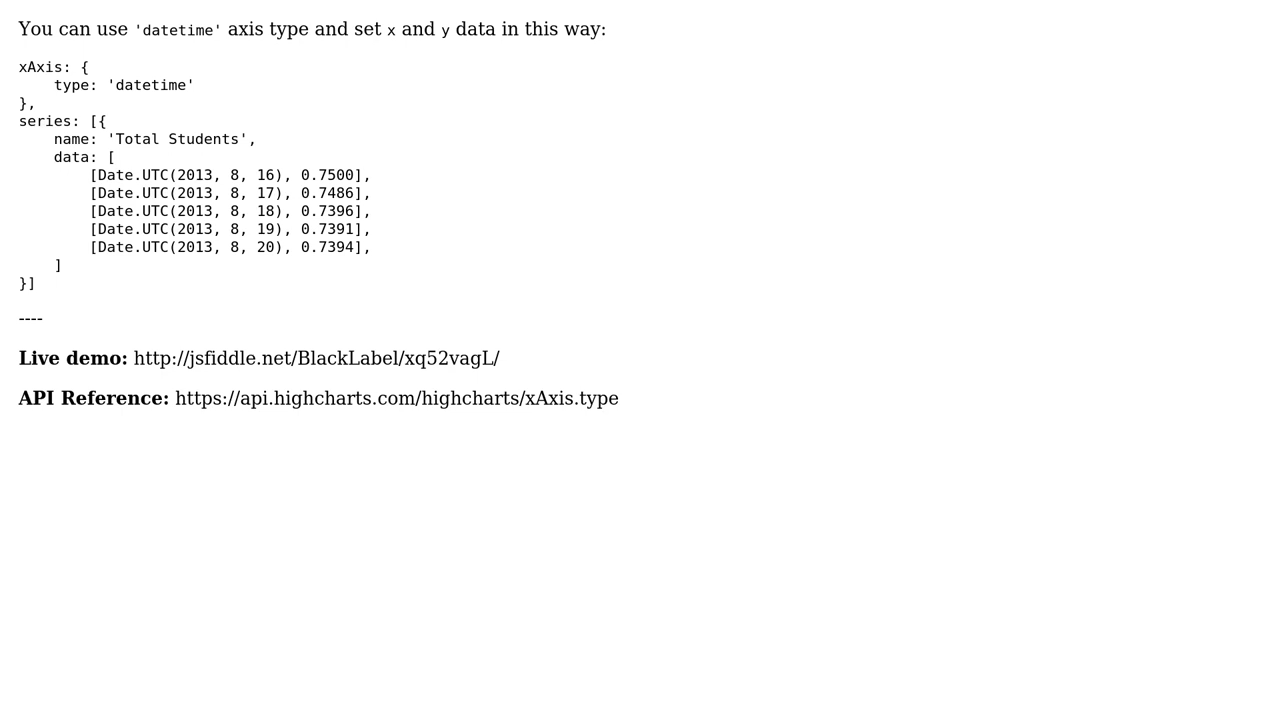 You can use 'datetime' axis type and set x and y data in this way:
xAxis: {
    type: 'datetime'
},
series: [{
    name: 'Total Students',
    data: [
        [Date.UTC(2013, 8, 16), 0.7500],
        [Date.UTC(2013, 8, 17), 0.7486],
        [Date.UTC(2013, 8, 18), 0.7396],
        [Date.UTC(2013, 8, 19), 0.7391],
        [Date.UTC(2013, 8, 20), 0.7394],
    ]
}]
----
Live demo: http://jsfiddle.net/BlackLabel/xq52vagL/
API Reference: https://api.highcharts.com/highcharts/xAxis.type